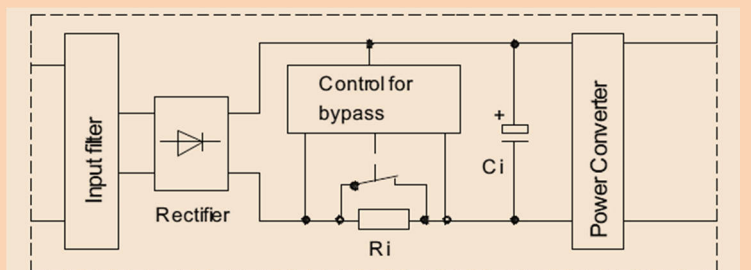 Input filter
Rectifier
Control for
bypass
Ri
+
Ci
Power Converter